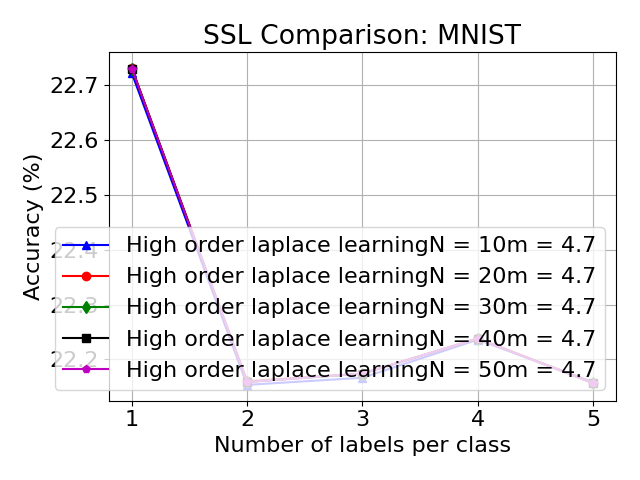 SSL Comparison: MNIST
22.7
22.6
22.5
22.4
22.3
22.2
Accuracy (%)
High order laplace learningN = 10m = 4.7
High order laplace learningN = 20m = 4.7
High order laplace learningN = 30m = 4.7
High order laplace learningN = 40m = 4.7
High order laplace learningN = 50m = 4.7
1 2 3 4 5
Number of labels per class